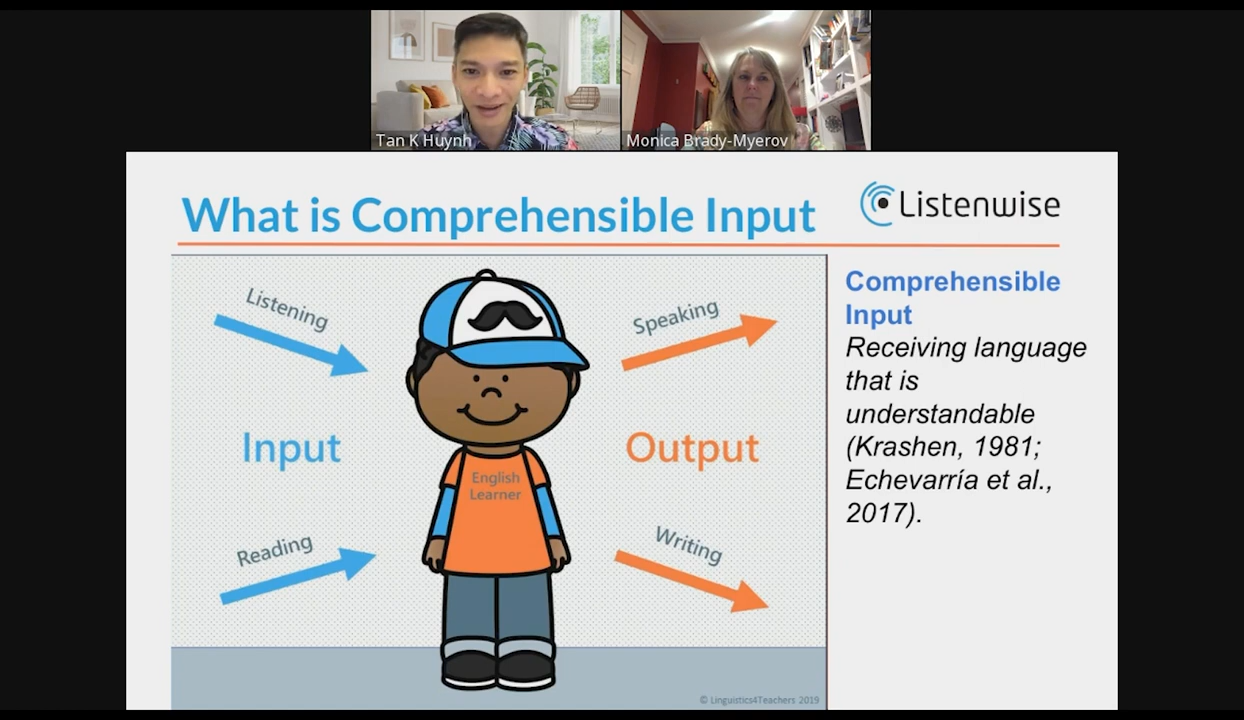 Tan K Huynh
Monica Brady-Myerov
What is Comprehensible Input
Listenwise
Listening
Speaking
Input
Output
English
Learner
Reading
Writing
© Linguistics4Teachers 2019
Comprehensible
Input
Receiving language
that is
understandable
(Krashen, 1981;
Echevarría et al.,
2017).